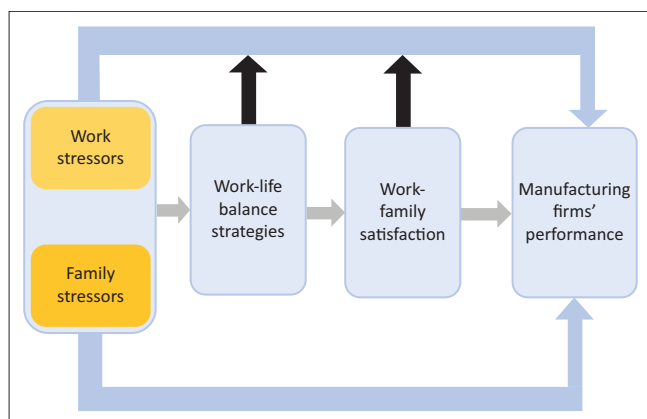 Work
stressors
Family
stressors
Work-life
balance
strategies
Work-
family
satisfaction
Manufacturing
firms’
performance